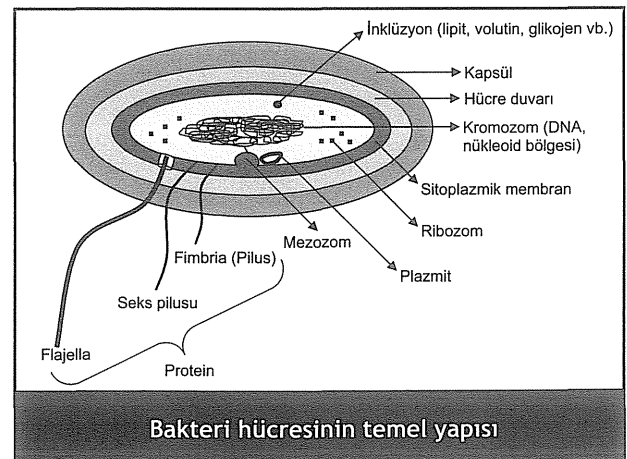 İnklüzyon (lipit, volutin, glikojen vb.)
Kapsül
Hücre duvarı
Kromozom (DNA,
nükleoid bölgesi)
Sitoplazmik membran
Ribozom
Mezozom
Plazmit
Fimbria (Pilus)
Seks pilusu
Flajella
Protein
Bakteri hücresinin temel yapısı